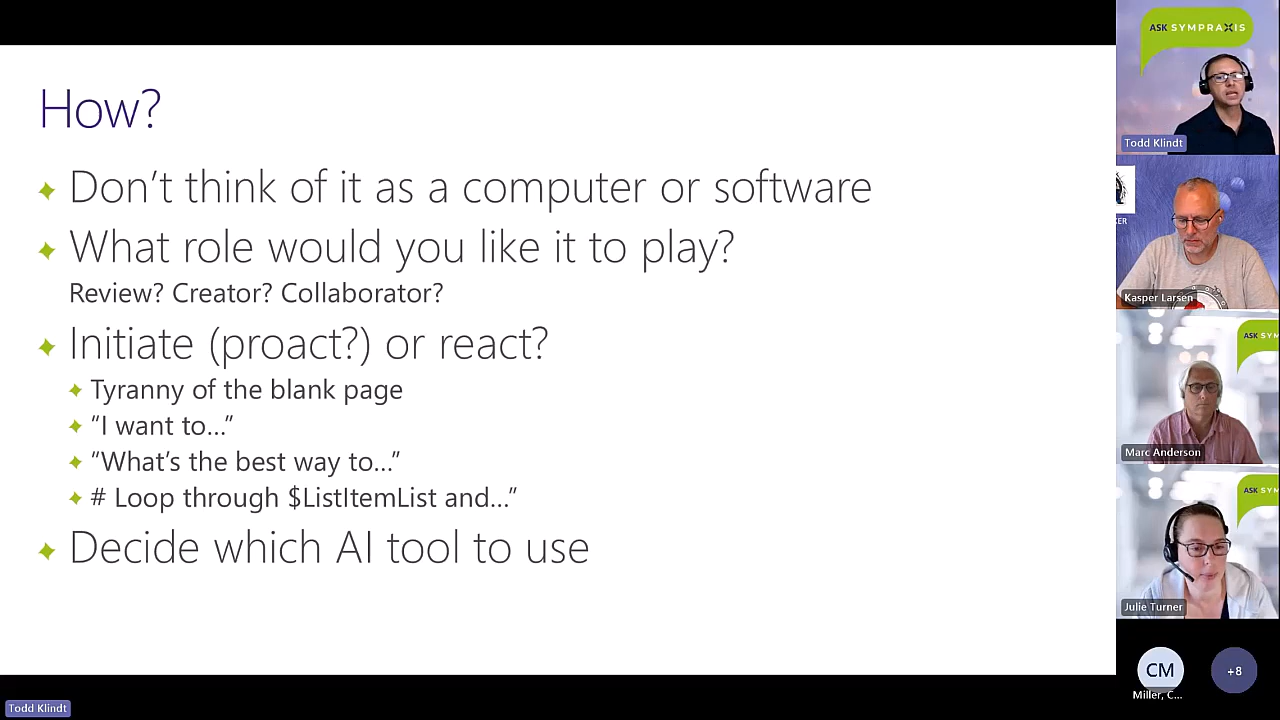 How?
Don’t think of it as a computer or software
What role would you like it to play?
Review? Creator? Collaborator?
Initiate (proact?) or react?
Tyranny of the blank page
“I want to…”
“What’s the best way to…”
# Loop through $ListItemList and…”
Decide which AI tool to use
ASK SYMPRAXIS
Todd Klindt
KER
Kasper Larsen
ASK SYM
Marc Anderson
ASK SYM
Julie Turner
CM
+8
Miller, C...
Todd Klindt